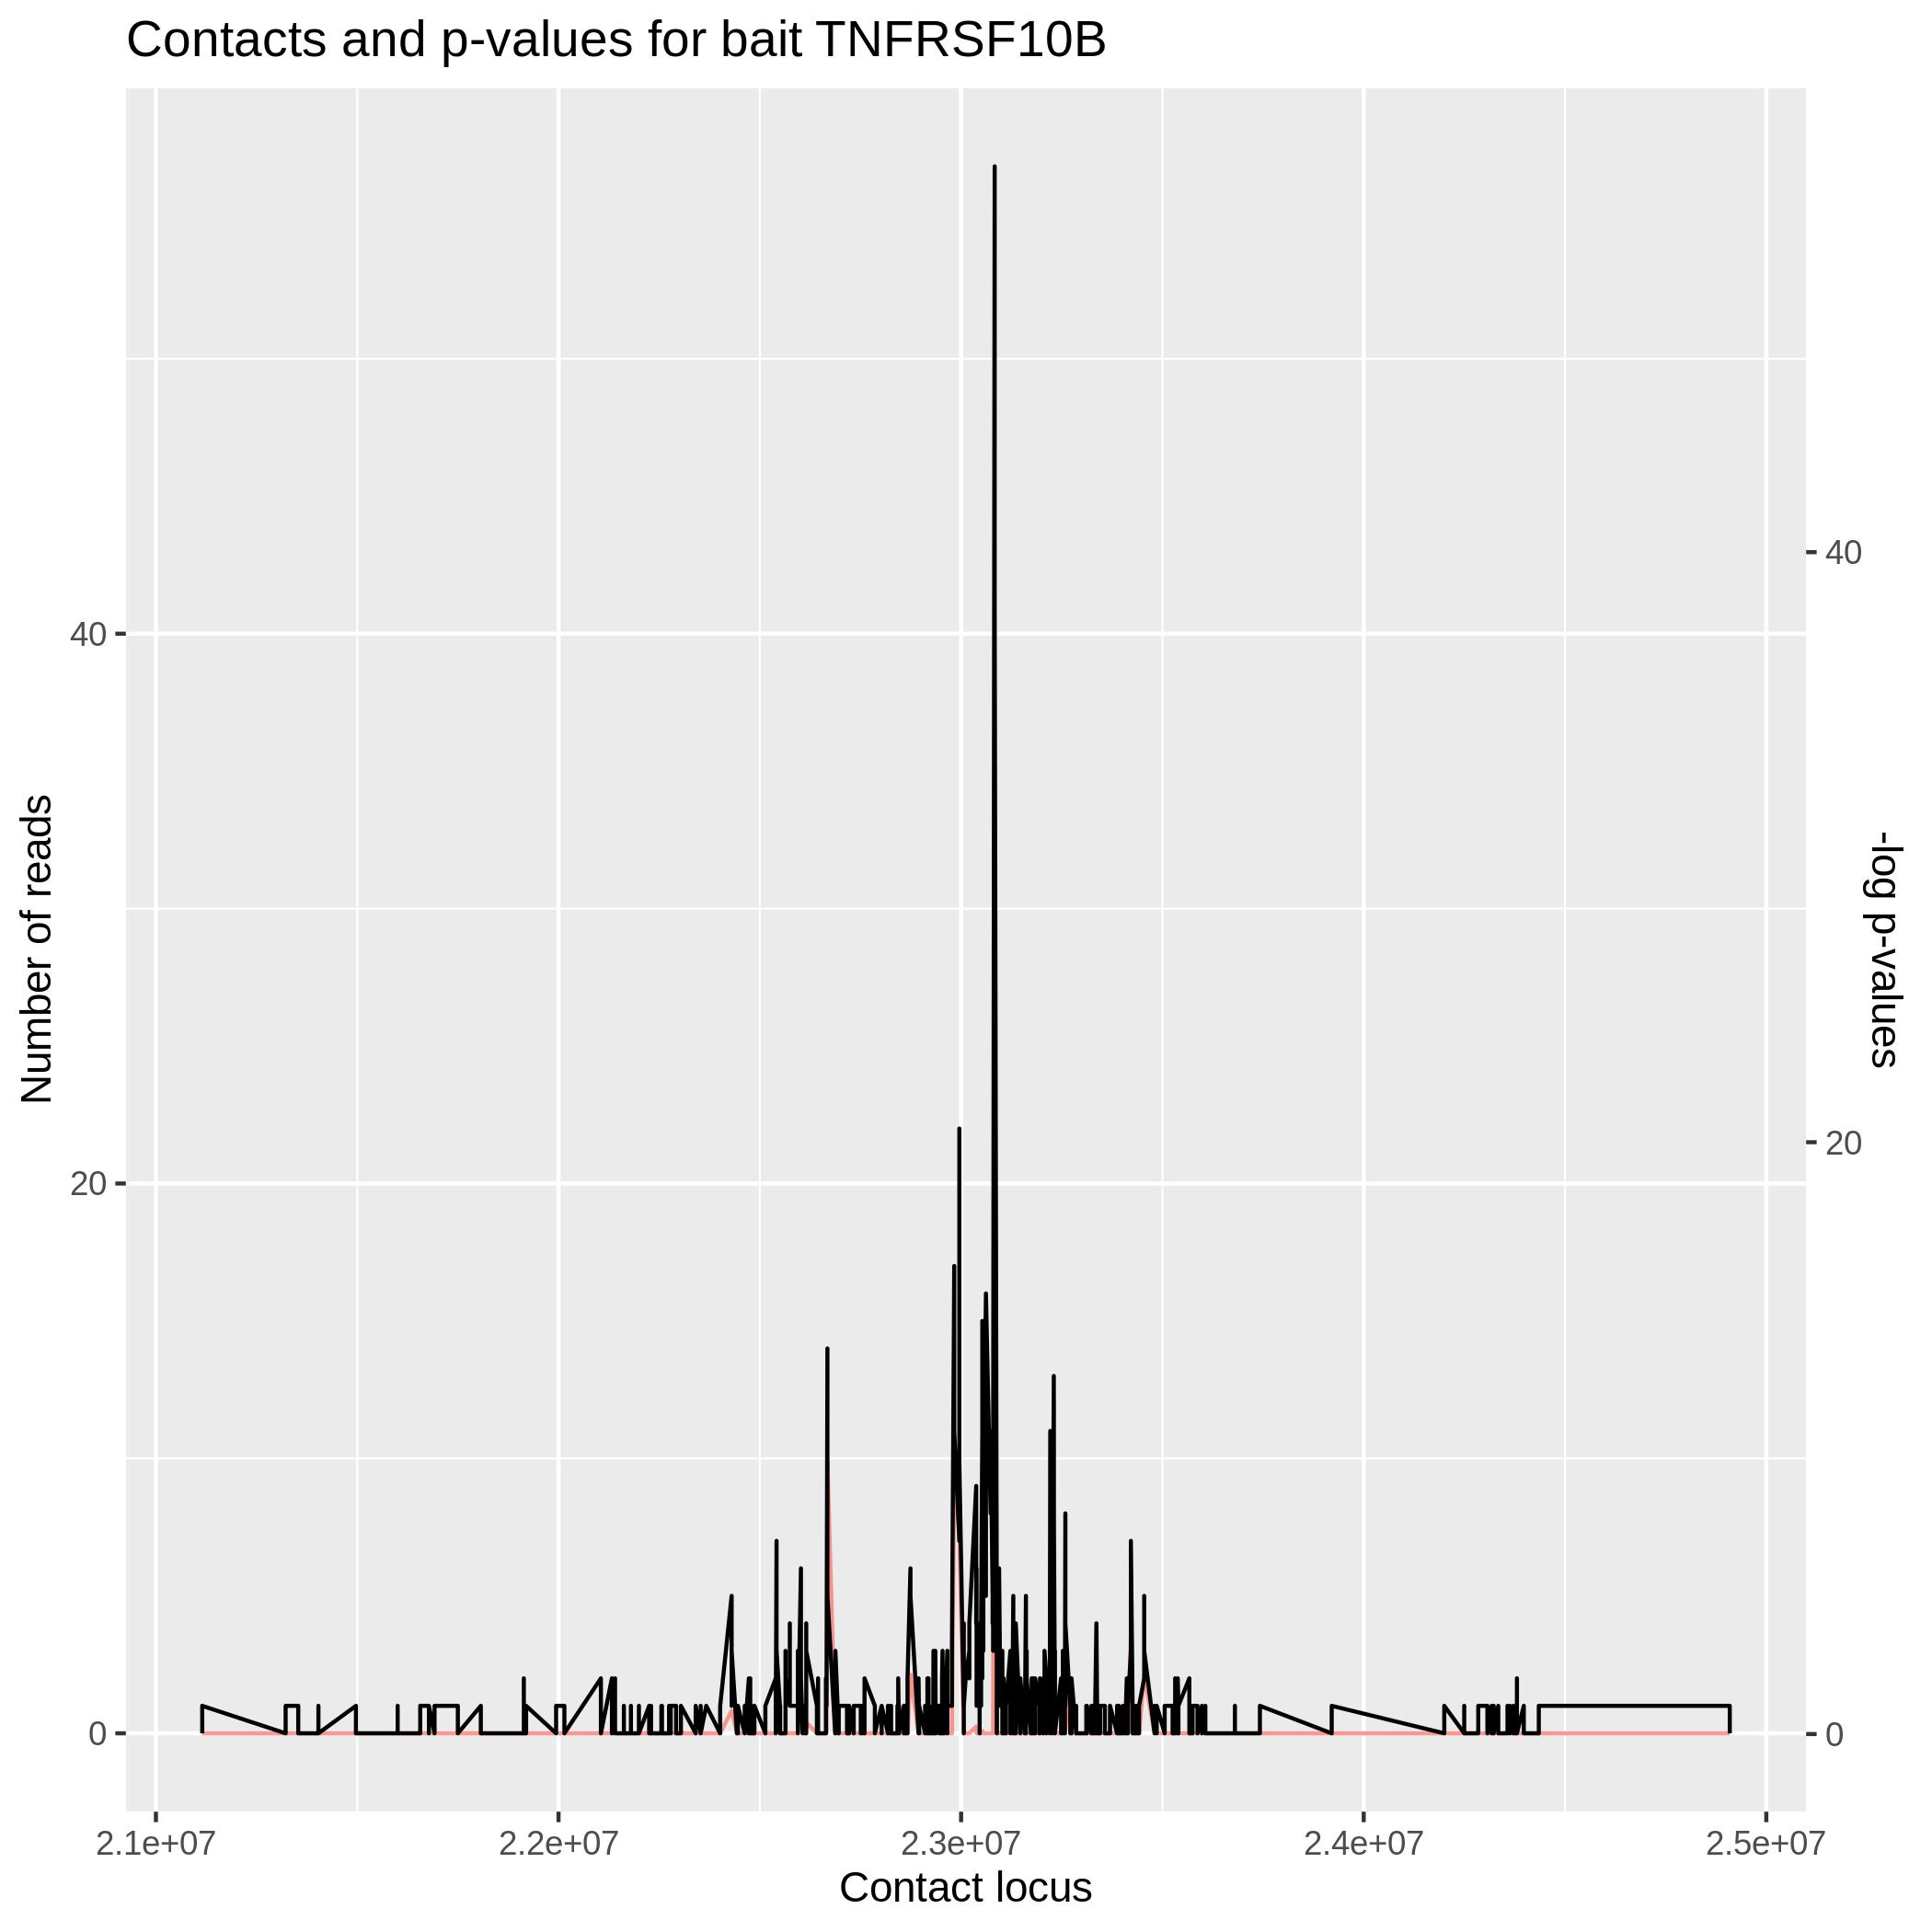 Contacts and p-values for bait TNFRSF10B
Number of reads
40
20
0
40
20
0
-log p-values
2.1e+07
2.2e+07
2.3e+07
2.4e+07
2.5e+07
Contact locus